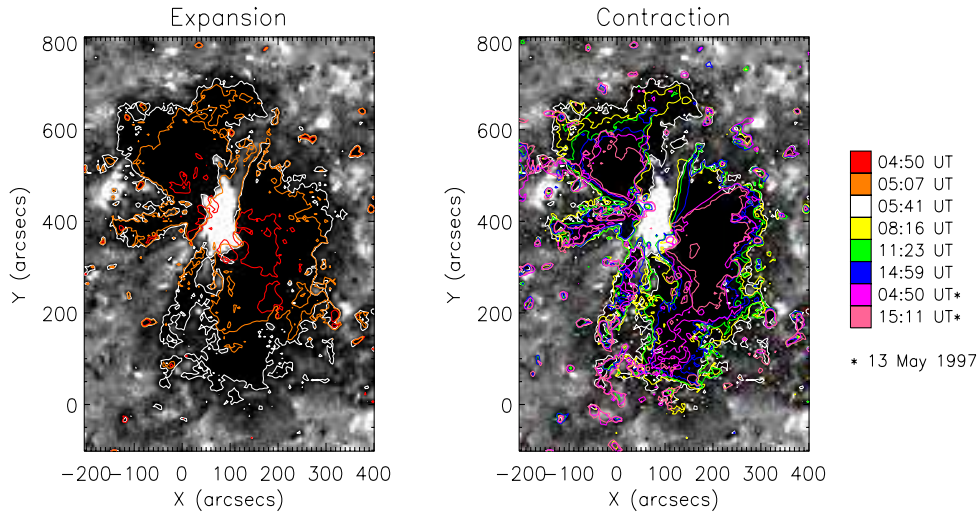 Expansion
Contraction
800
600
400
200
0
Y (arcsecs)
-200-100 0 100 200 300 400
X (arcsecs)
800
600
400
200
0
Y (arcsecs)
-200-100 0 100 200 300 400
X (arcsecs)
04:50 UT
05:07 UT
05:41 UT
08:16 UT
11:23 UT
14:59 UT
04:50 UT*
15:11 UT*
* 13 May 1997